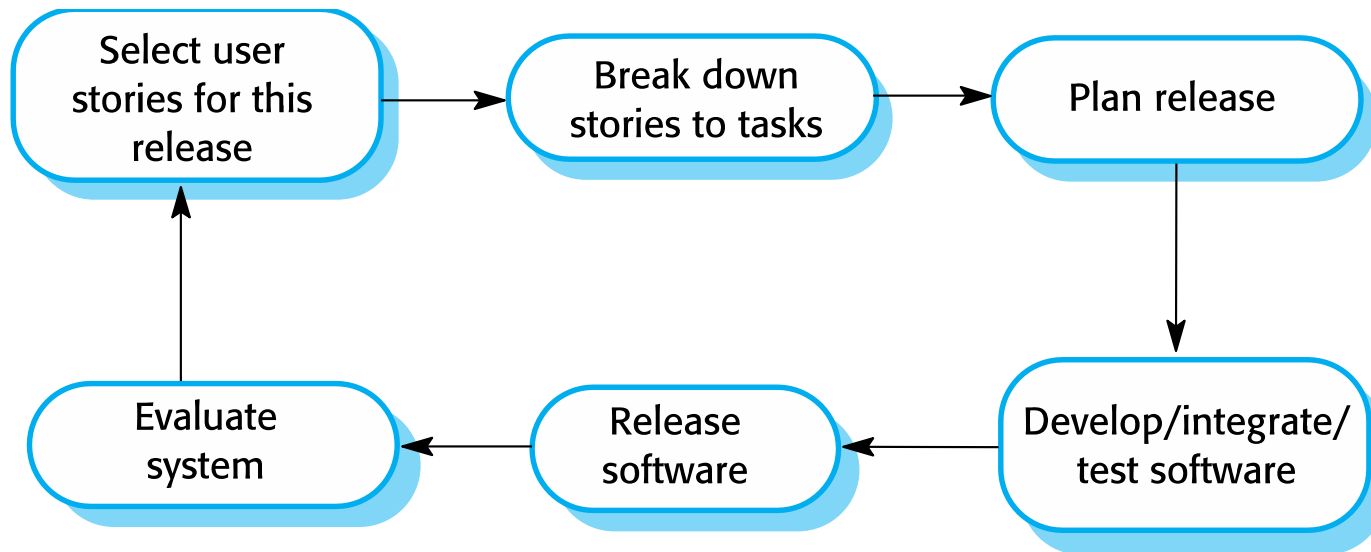 Select user
stories for this
release
Break down
stories to tasks
Plan release
Develop/integrate/
test software
Release
software
Evaluate
system